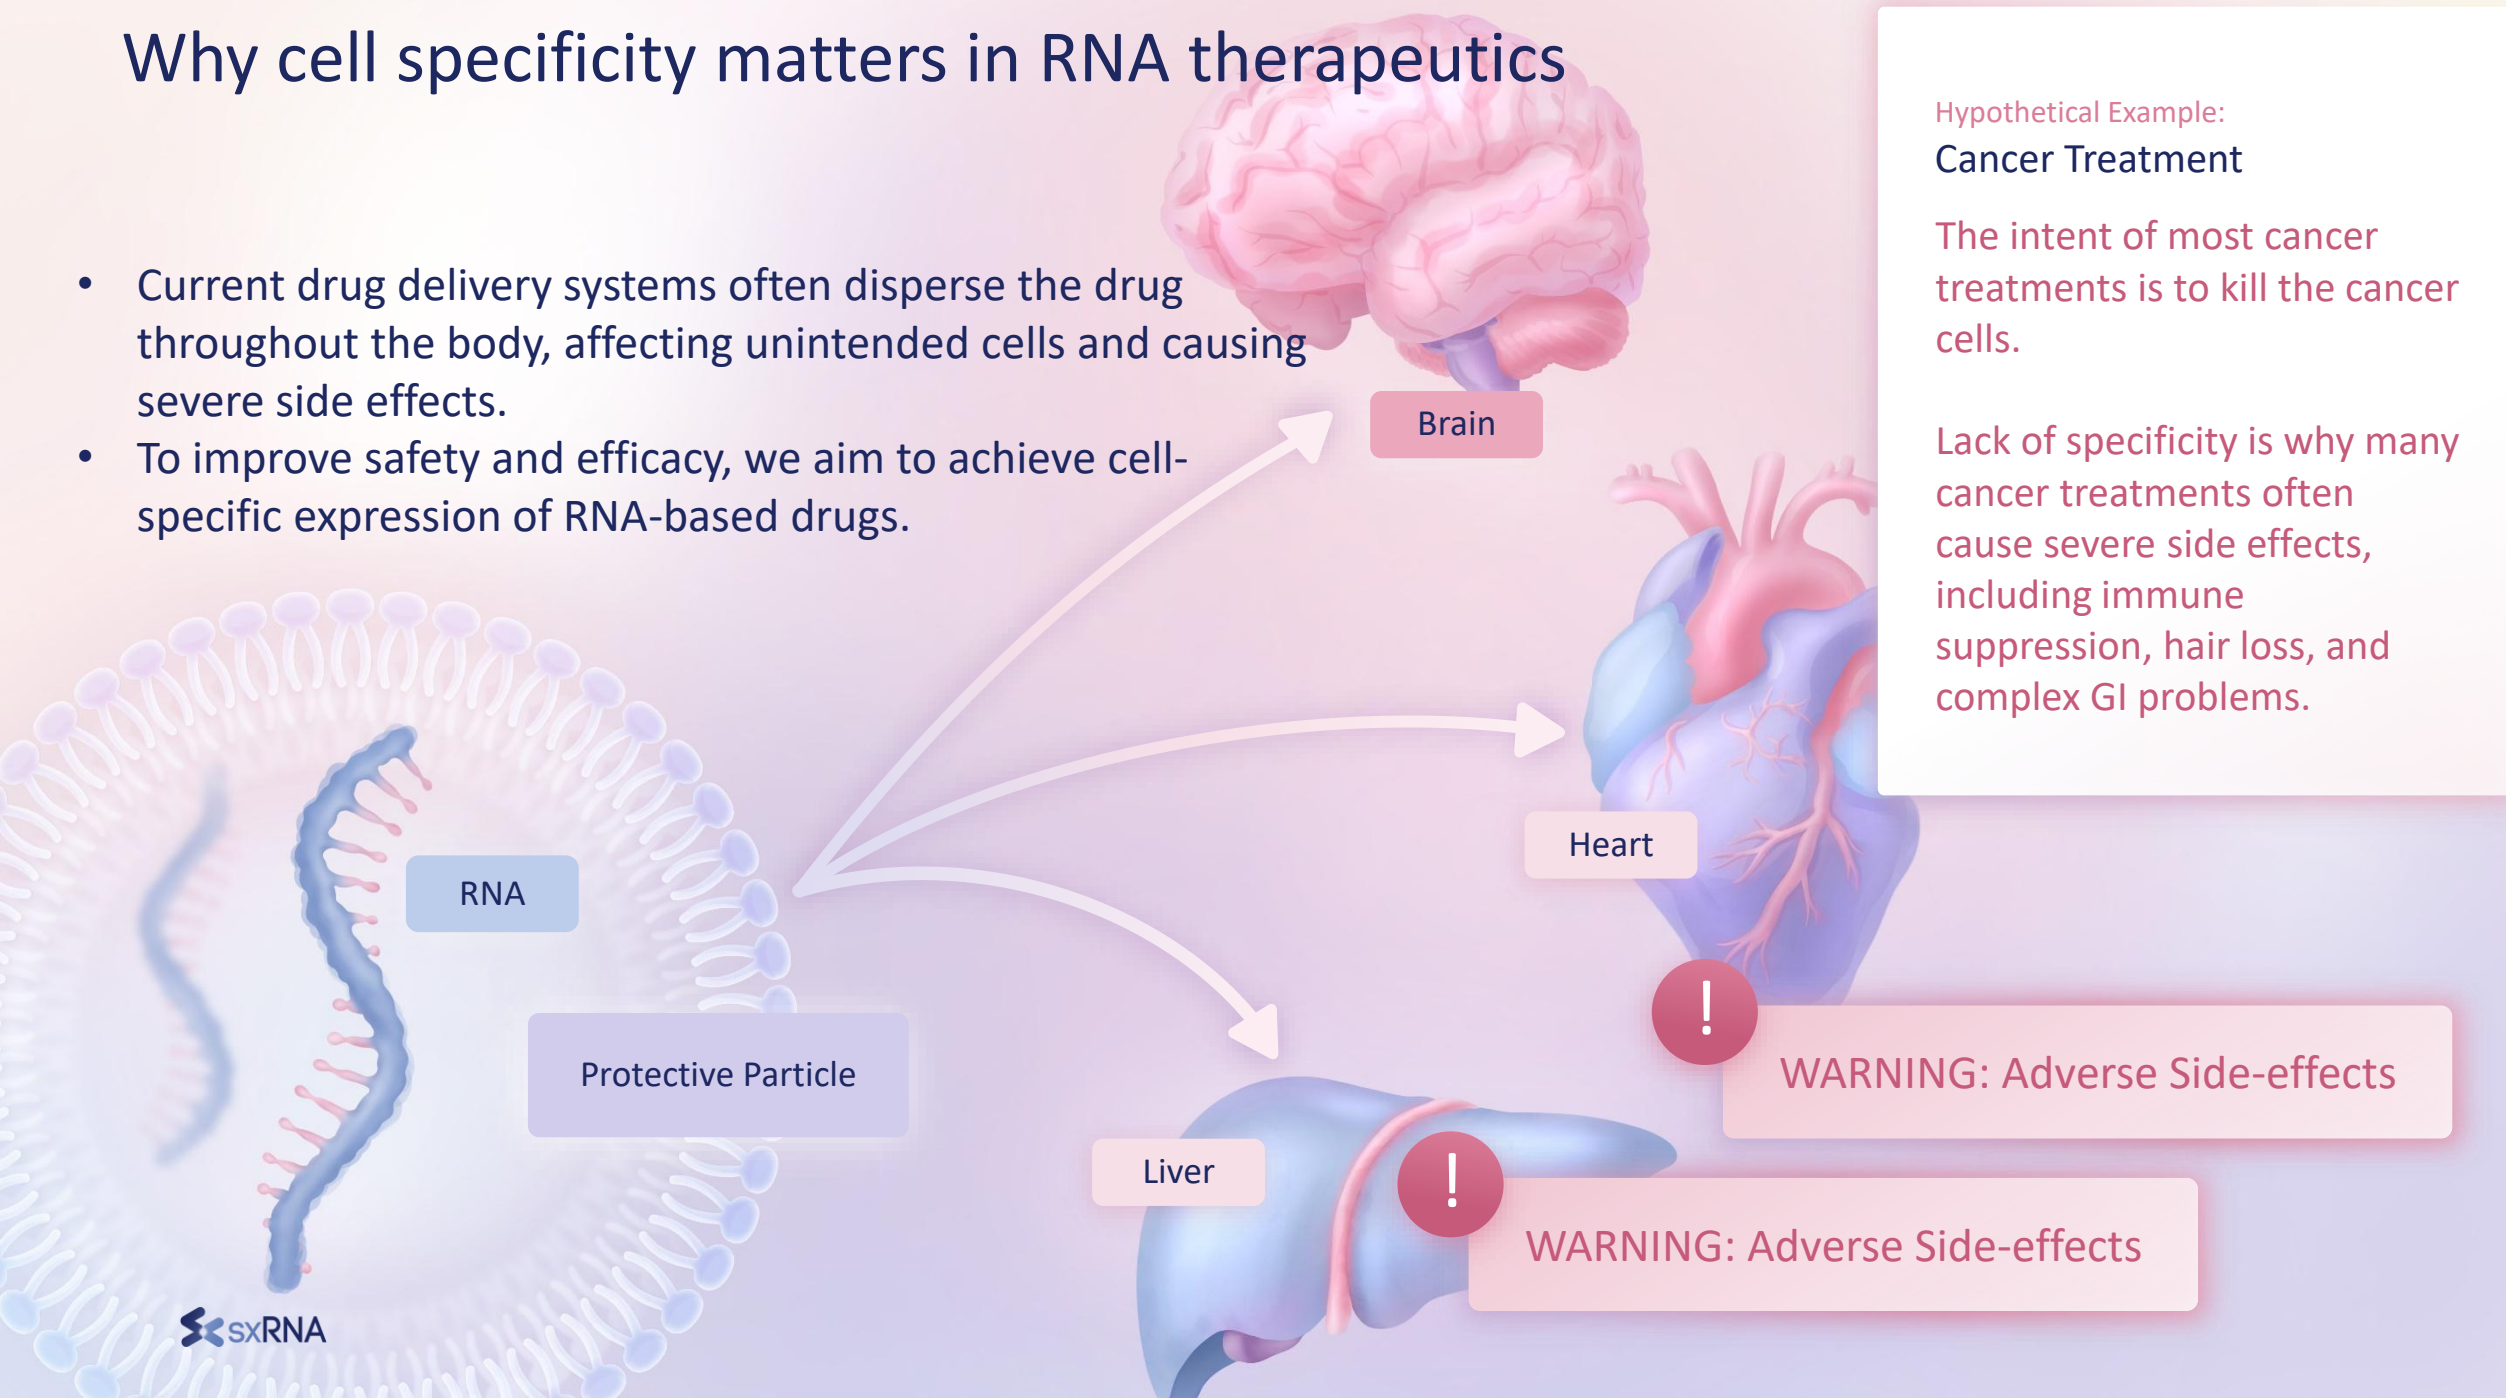 Why cell specificity matters in RNA therapeutics
• Current drug delivery systems often disperse the drug
throughout the body, affecting unintended cells and causing
severe side effects.
• To improve safety and efficacy, we aim to achieve cell-
specific expression of RNA-based drugs.
Hypothetical Example:
Cancer Treatment
The intent of most cancer
treatments is to kill the cancer
cells.
Lack of specificity is why many
cancer treatments often
cause severe side effects,
including immune
suppression, hair loss, and
complex GI problems.
Brain
Heart
RNA
Protective Particle
!
WARNING: Adverse Side-effects
Liver
!
WARNING: Adverse Side-effects
sxRNA